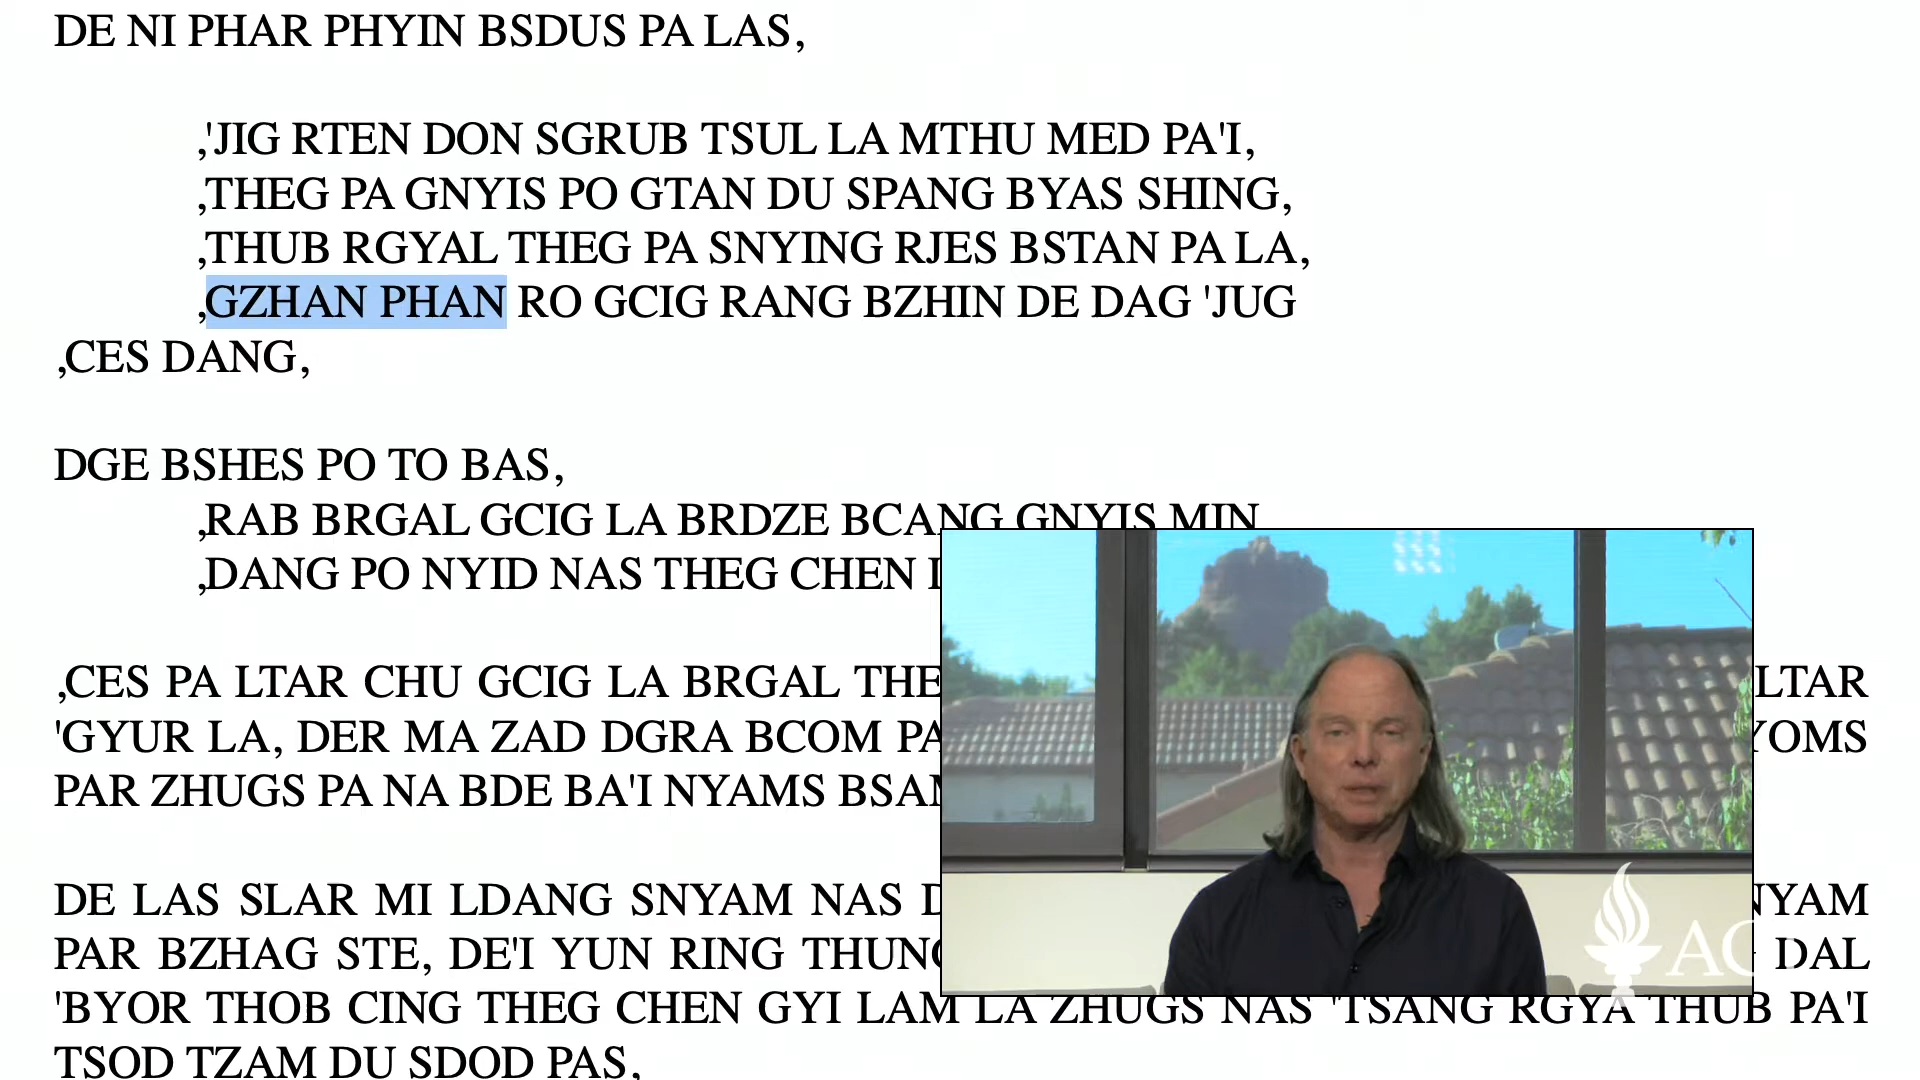 DE NI PHAR PHYIN BSDUS PA LAS,
,'JIG RTEN DON SGRUB TSUL LA MTHU MED PA'I,
,THEG PA GNYIS PO GTAN DU SPANG BYAS SHING,
,THUB RGYAL THEG PA SNYING RJES BSTAN PA LA,
,GZHAN PHAN RO GCIG RANG BZHIN DE DAG 'JUG
,CES DANG,
DGE BSHES PO TO BAS,
,RAB BRGAL GCIG LA BRDZE BCANG GNYIS MIN
,DANG PO NYID NAS THEG CHEN
,CES PA LTAR CHU GCIG LA BRGAL LTAR
'GYUR LA, DER MA ZAD DGRA BCOM
PAR ZHUGS PA NA BDE BA'I NYAMS
DE LAS SLAR MI LDANG SNYAM NAS
PAR BZHAG STE, DE'I YUN RING DAL
'BYOR THOB CING THEG CHEN GYI LAM LA ZHUGS NAS 'TSANG RGYA THUB PA'I
TSOD TZAM DU SDOD PAS,